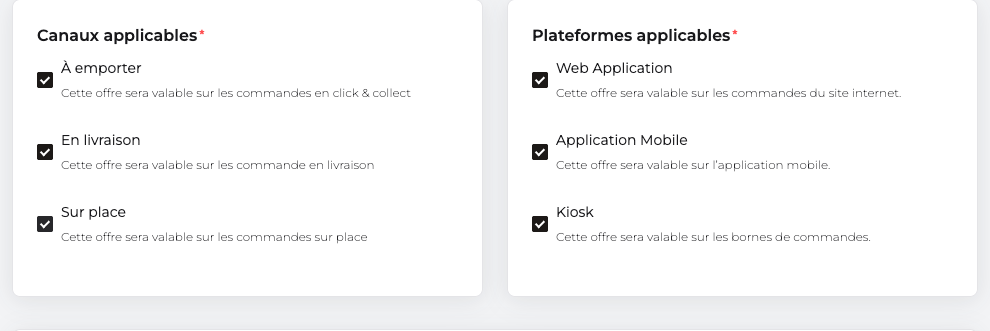 Canaux applicables*
À emporter
Cette offre sera valable sur les commandes en click & collect
En livraison
Cette offre sera valable sur les commande en livraison
Sur place
Cette offre sera valable sur les commandes sur place
Plateformes applicables*
Web Application
Cette offre sera valable sur les commandes du site internet.
Application Mobile
Cette offre sera valable sur l'application mobile.
Kiosk
Cette offre sera valable sur les bornes de commandes.